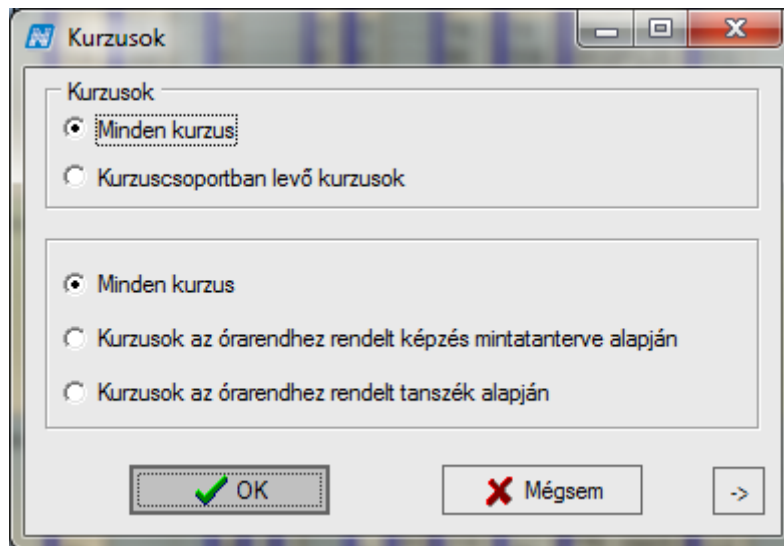 Kurzusok
Kurzusok
Minden kurzus
Kurzuscsoportban levő kurzusok
Minden kurzus
Kurzusok az órarendhez rendelt képzés mintatanterve alapján
Kurzusok az órarendhez rendelt tanszék alapján
OK
Mégsem
->